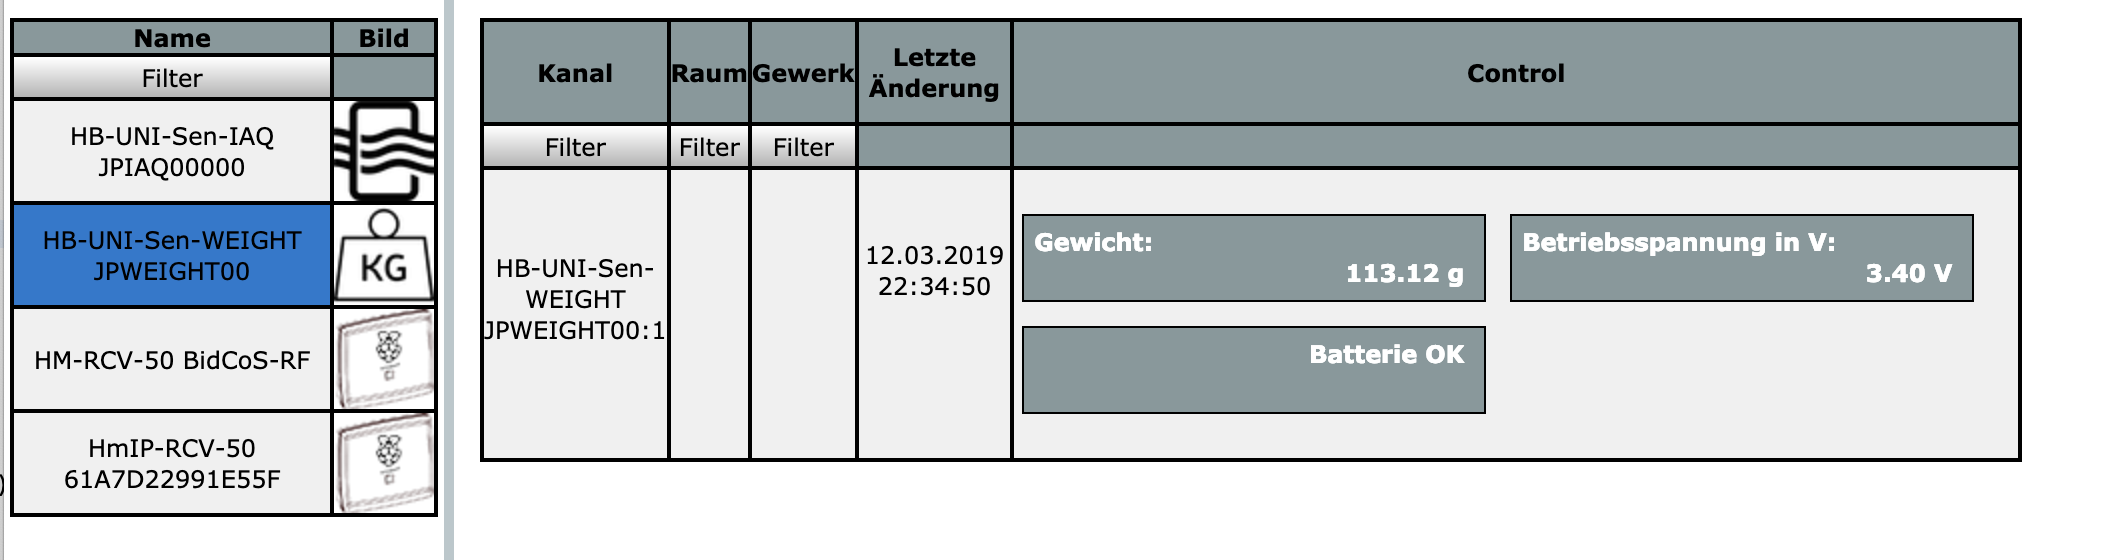 Name
Bild
Filter
HB-UNI-Sen-IAQ
JPIAQ00000
HB-UNI-Sen-WEIGHT
JPWEIGHT00
KG
HM-RCV-50 BidCoS-RF
HmIP-RCV-50
61A7D22991E55F
Kanal
Raum
Gewerk
Letzte
Änderung
Control
Filter
Filter
Filter
HB-UNI-Sen-
WEIGHT
JPWEIGHT00:1
12.03.2019
22:34:50
Gewicht:
113.12 g
Betriebsspannung in V:
3.40 V
Batterie OK